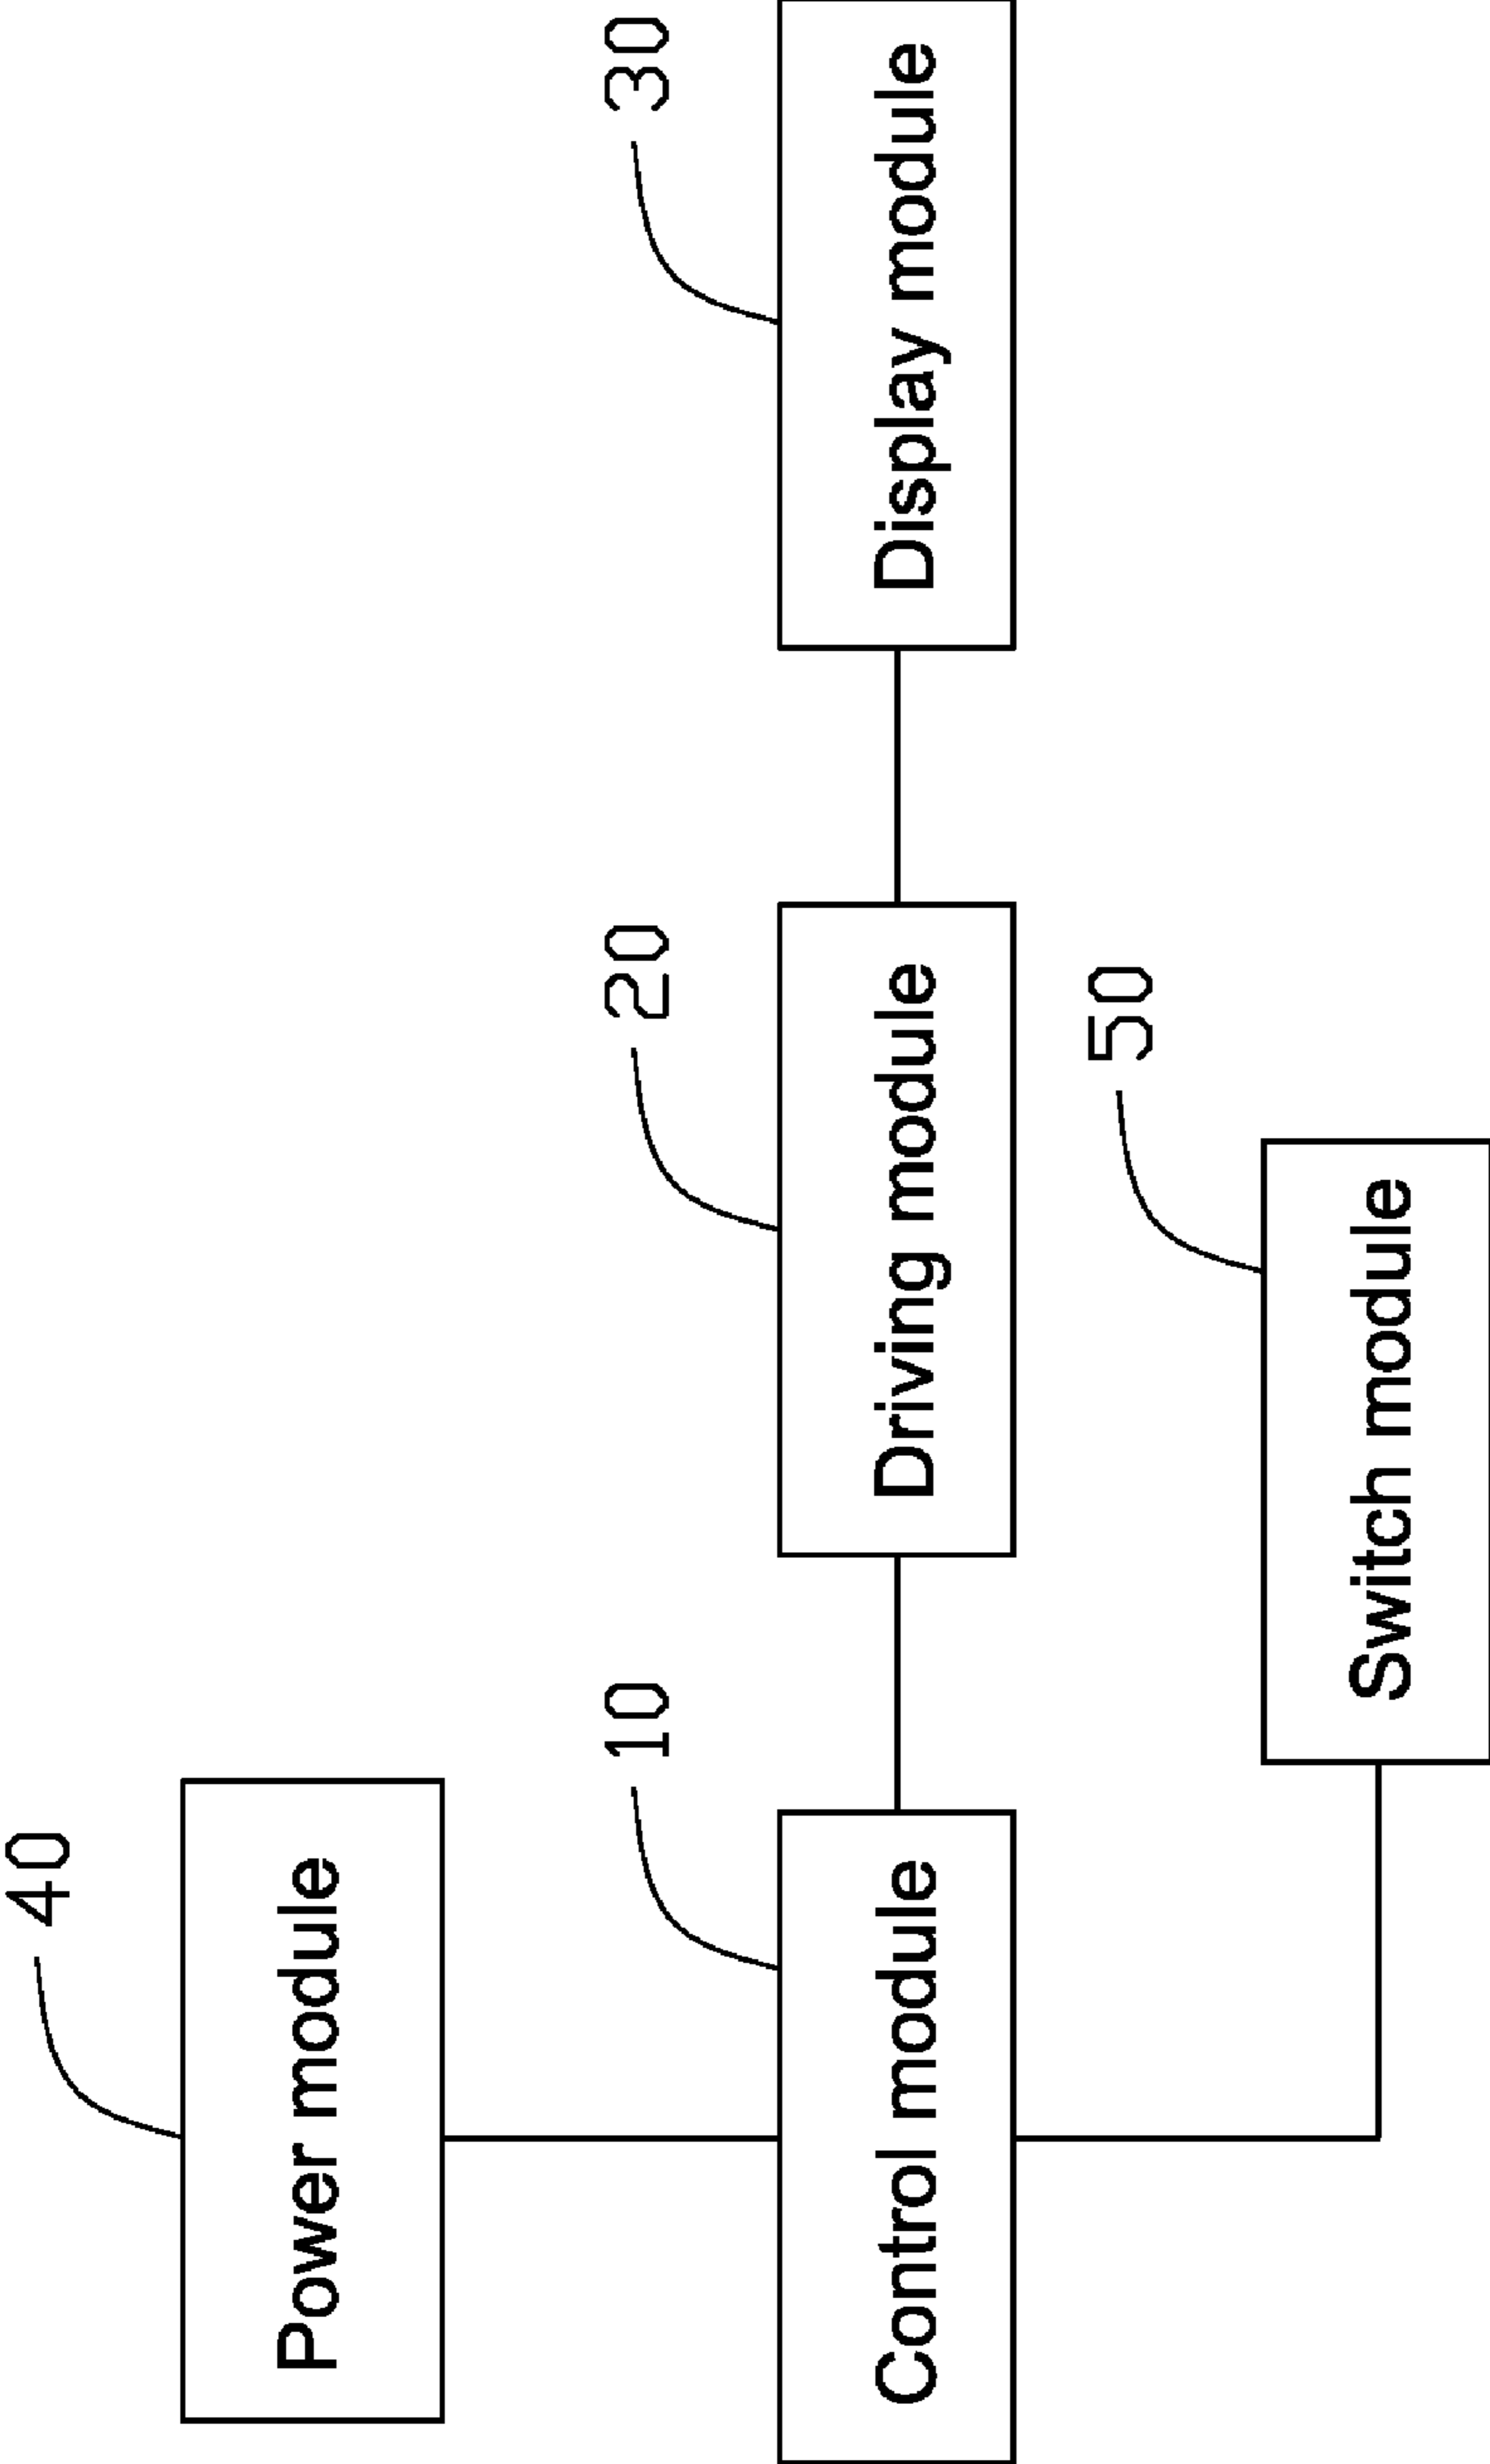 40
Power module
10
20
30
Control module
Driving module
Display module
50
Switch module